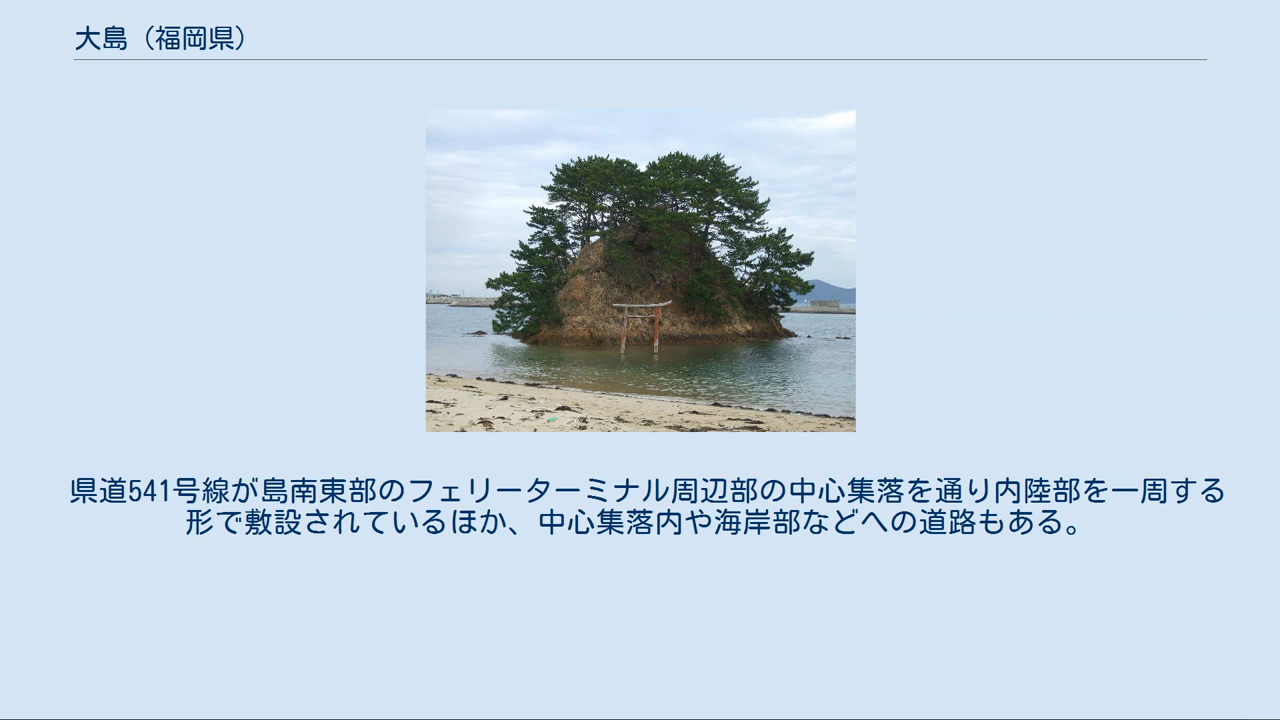 大島（福岡県）
県道541号線が島南東部のフェリーターミナル周辺部の中心集落を通り内陸部を一周する
形で敷設されているほか、中心集落内や海岸部などへの道路もある。